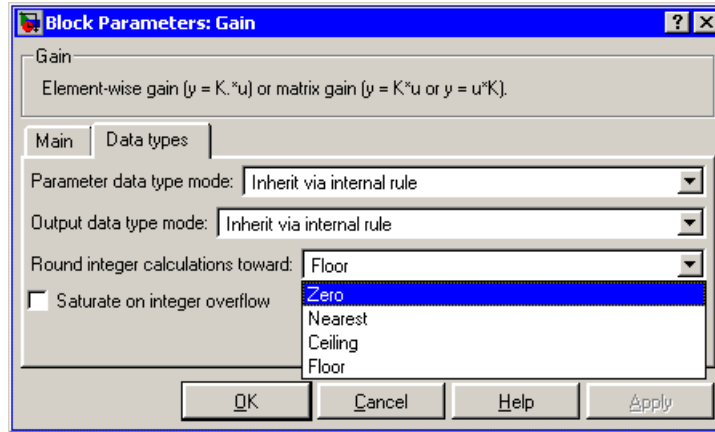 Block Parameters: Gain
Gain
Element-wise gain (y = K.*u) or matrix gain (y = K*u or y = u*K).
Main Data types
Parameter data type mode: Inherit via internal rule
Output data type mode: Inherit via internal rule
Round integer calculations toward: Floor
Saturate on integer overflow
Zero
Nearest
Ceiling
Floor
OK Cancel Help Apply